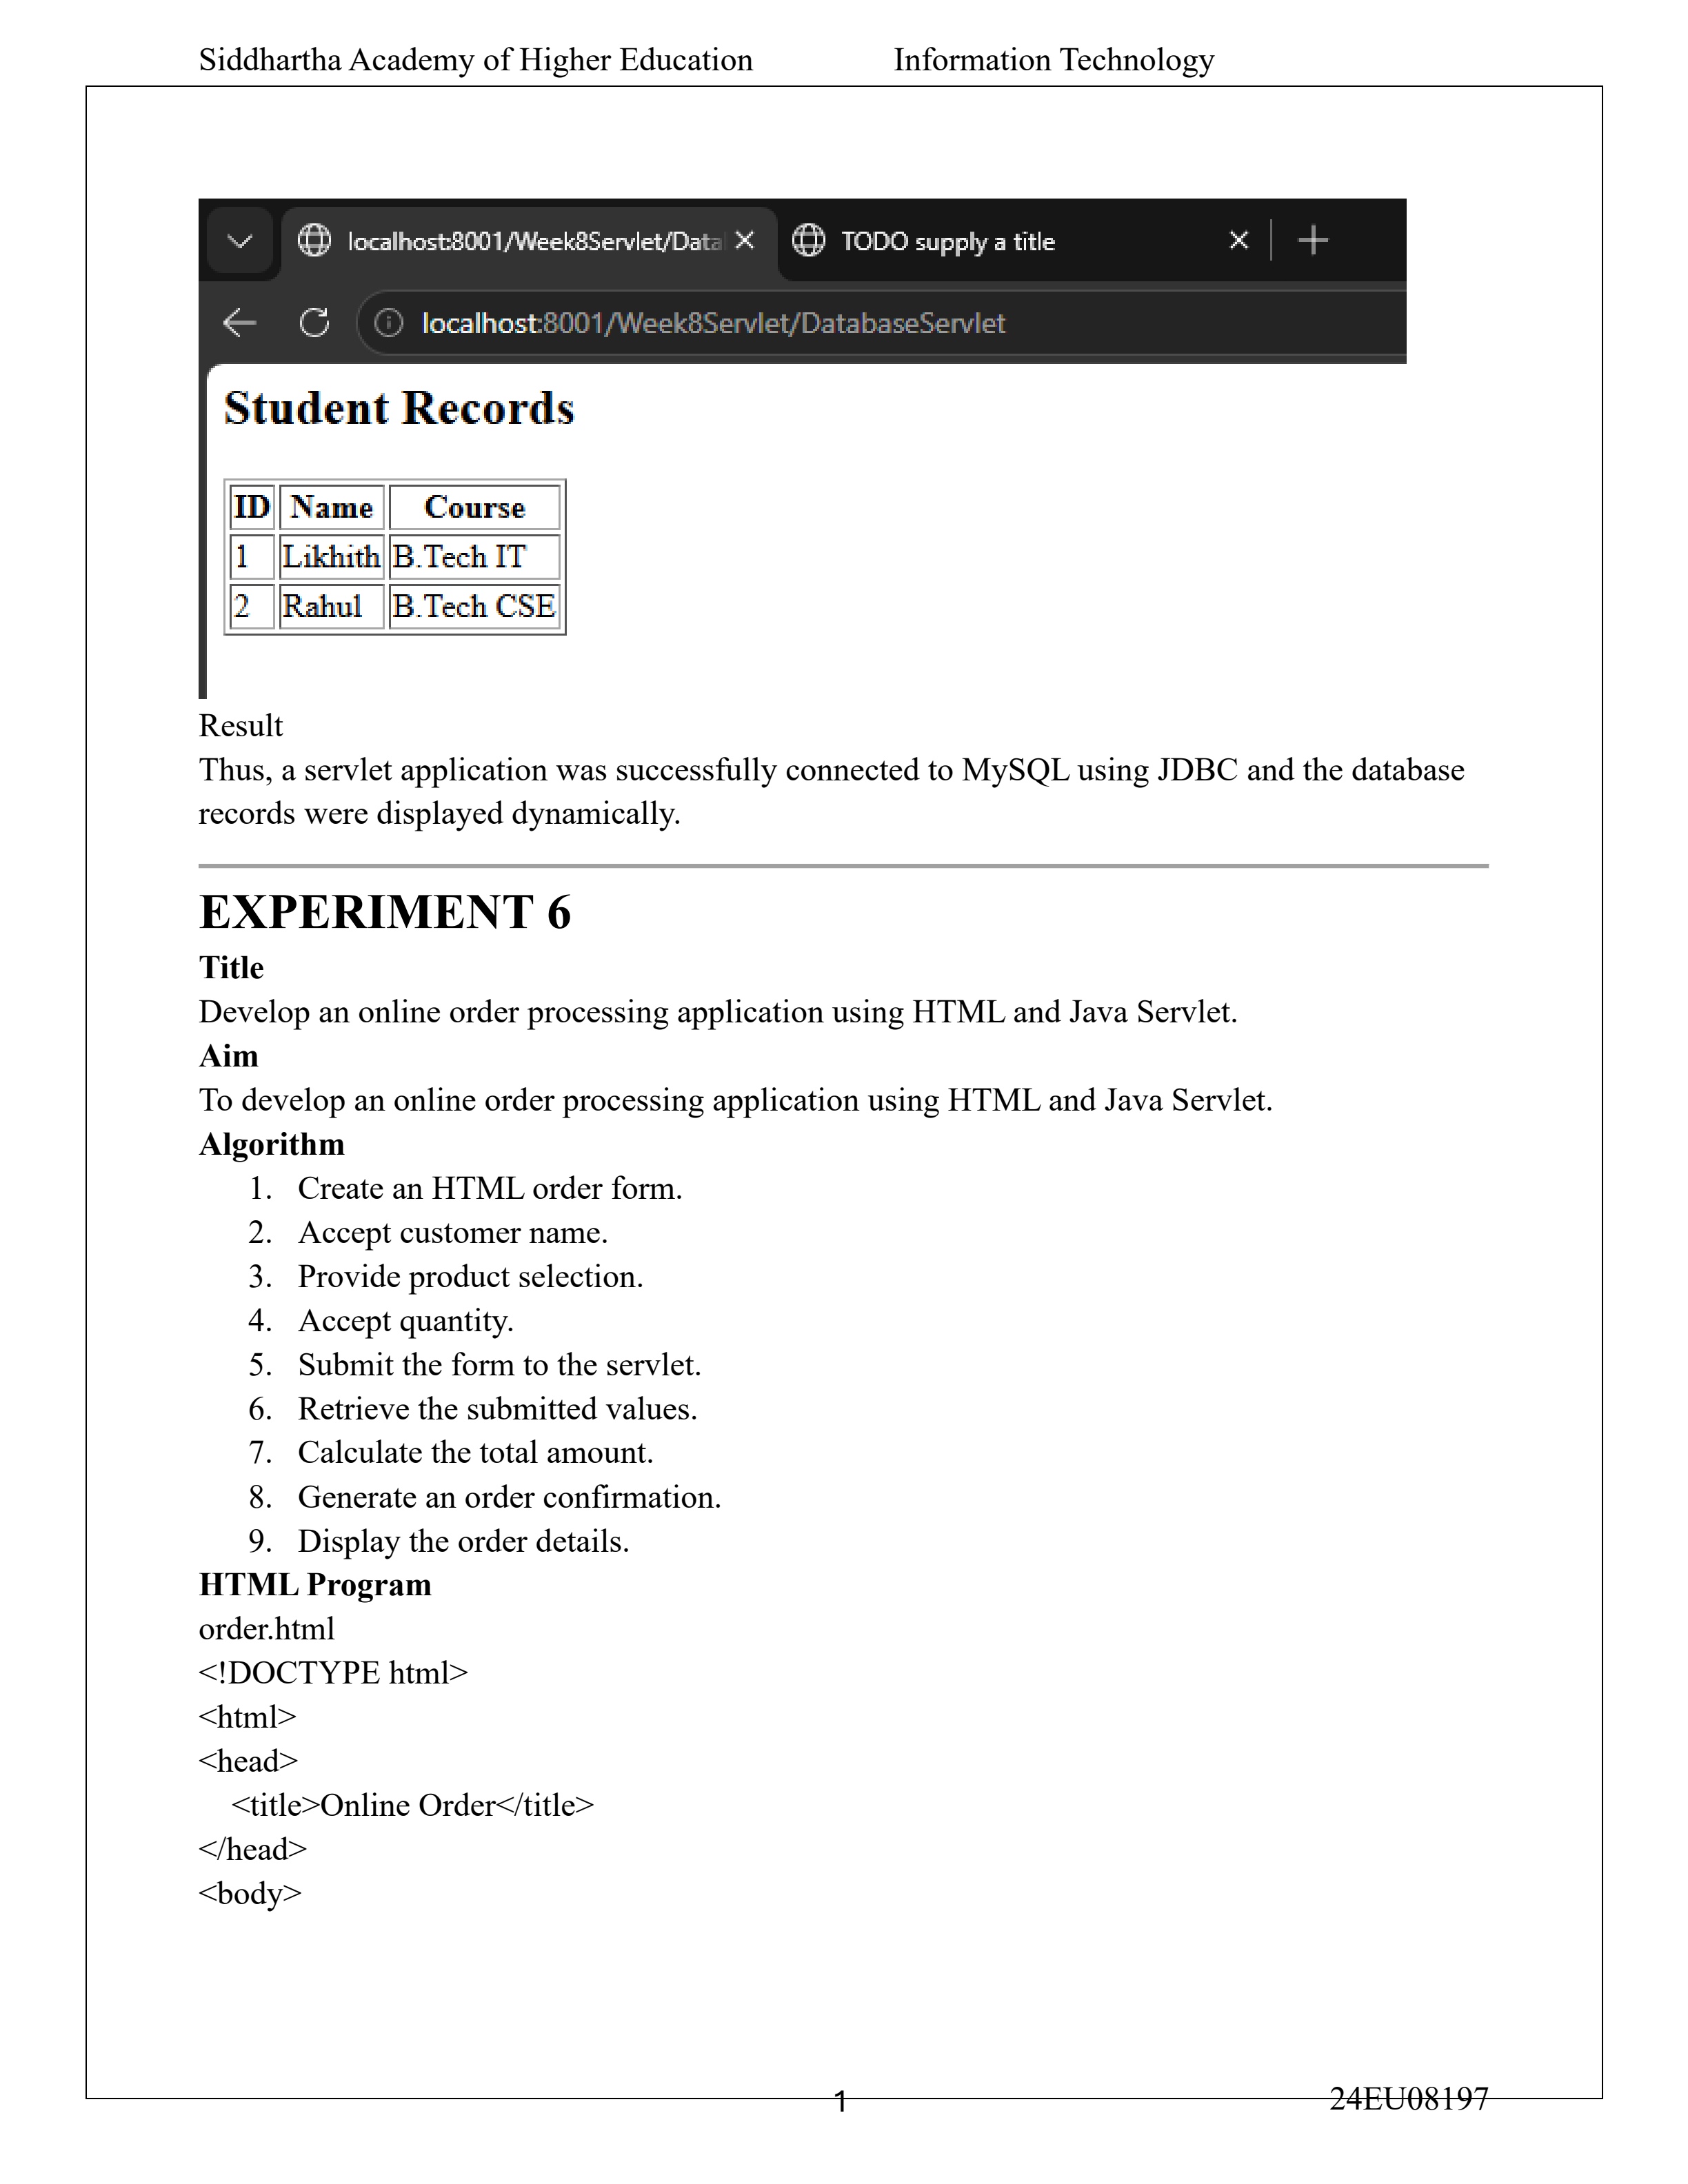 Siddhartha Academy of Higher Education Information Technology
localhost:8001/Week8Servlet/Data TODO supply a title
localhost:8001/Week8Servlet/DatabaseServlet
Student Records
ID Name Course
1 Likhith B.Tech IT
2 Rahul B.Tech CSE
Result
Thus, a servlet application was successfully connected to MySQL using JDBC and the database
records were displayed dynamically.
EXPERIMENT 6
Title
Develop an online order processing application using HTML and Java Servlet.
Aim
To develop an online order processing application using HTML and Java Servlet.
Algorithm
1. Create an HTML order form.
2. Accept customer name.
3. Provide product selection.
4. Accept quantity.
5. Submit the form to the servlet.
6. Retrieve the submitted values.
7. Calculate the total amount.
8. Generate an order confirmation.
9. Display the order details.
HTML Program
order.html
<!DOCTYPE html>
<html>
<head>
<title>Online Order</title>
</head>
<body>
1 24EU08197